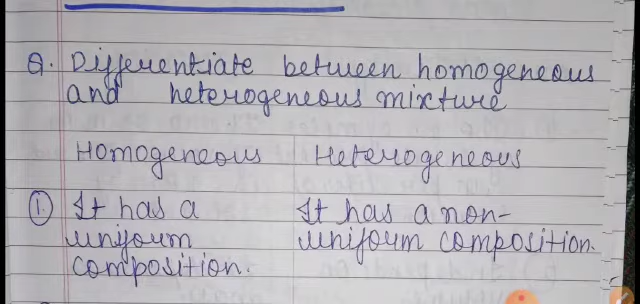 Q. Differentiate between homogeneous
and heterogeneous mixture
Homogeneous Heterogeneous
① It has a It has a non-
uniform uniform composition.
composition.